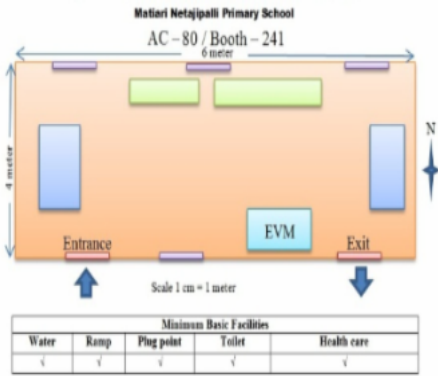 Matiari Netajipalli Primary School
AC – 80 / Booth – 241
6 meter
4 meter
N
EVM
Entrance
Exit
Scale 1 cm = 1 meter
Minimum Basic Facilities
Water Ramp Plug point Toilet Health care
√ √ √ √ √